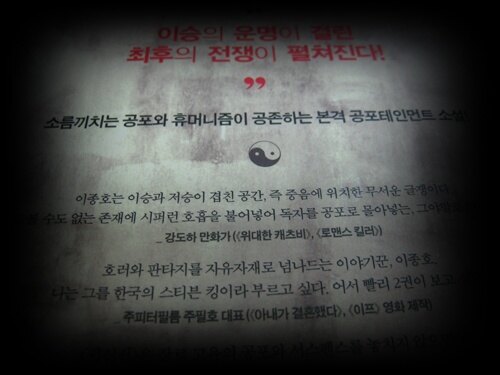 이승의 운명이 걸린
최후의 전쟁이 펼쳐진다!
”
소름끼치는 공포와 휴머니즘이 공존하는 본격 공포테인먼트 소설!
이종호는 이승과 저승이 겹친 공간, 즉 중음에 위치한 무서운 글쟁이다.
수도 없는 존재에 시퍼런 호흡을 불어넣어 독자를 공포로 몰아넣는,
_ 강도하 만화가(〈위대한 캐츠비〉, 〈로맨스 킬러〉)
호러와 판타지를 자유자재로 넘나드는 이야기꾼, 이종호.
나는 그를 한국의 스티븐 킹이라 부르고 싶다. 어서 빨리 2권이 보고
_ 주피터필름 주필호 대표 (〈아내가 결혼했다〉, 〈이프〉 영화 제작)
공포와 서스펜스를